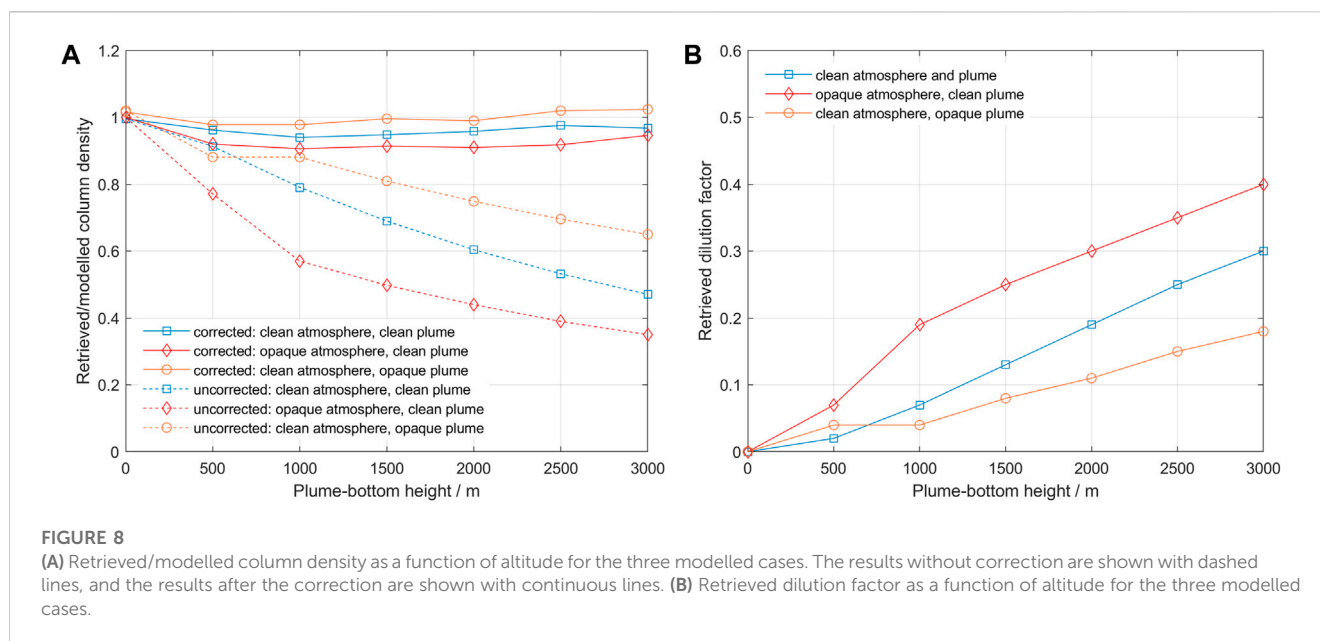 A
Retrieved/modelled column density
1.2
1
0.8
0.6
0.4
0.2
0
corrected: clean atmosphere, clean plume
corrected: opaque atmosphere, clean plume
corrected: clean atmosphere, opaque plume
uncorrected: clean atmosphere, clean plume
uncorrected: opaque atmosphere, clean plume
uncorrected: clean atmosphere, opaque plume
0 500 1000 1500 2000 2500 3000
Plume-bottom height / m
B
Retrieved dilution factor
0.6
0.5
0.4
0.3
0.2
0.1
0
clean atmosphere and plume
opaque atmosphere, clean plume
clean atmosphere, opaque plume
0 500 1000 1500 2000 2500 3000
Plume-bottom height / m
FIGURE 8
(A) Retrieved/modelled column density as a function of altitude for the three modelled cases. The results without correction are shown with dashed
lines, and the results after the correction are shown with continuous lines. (B) Retrieved dilution factor as a function of altitude for the three modelled
cases.